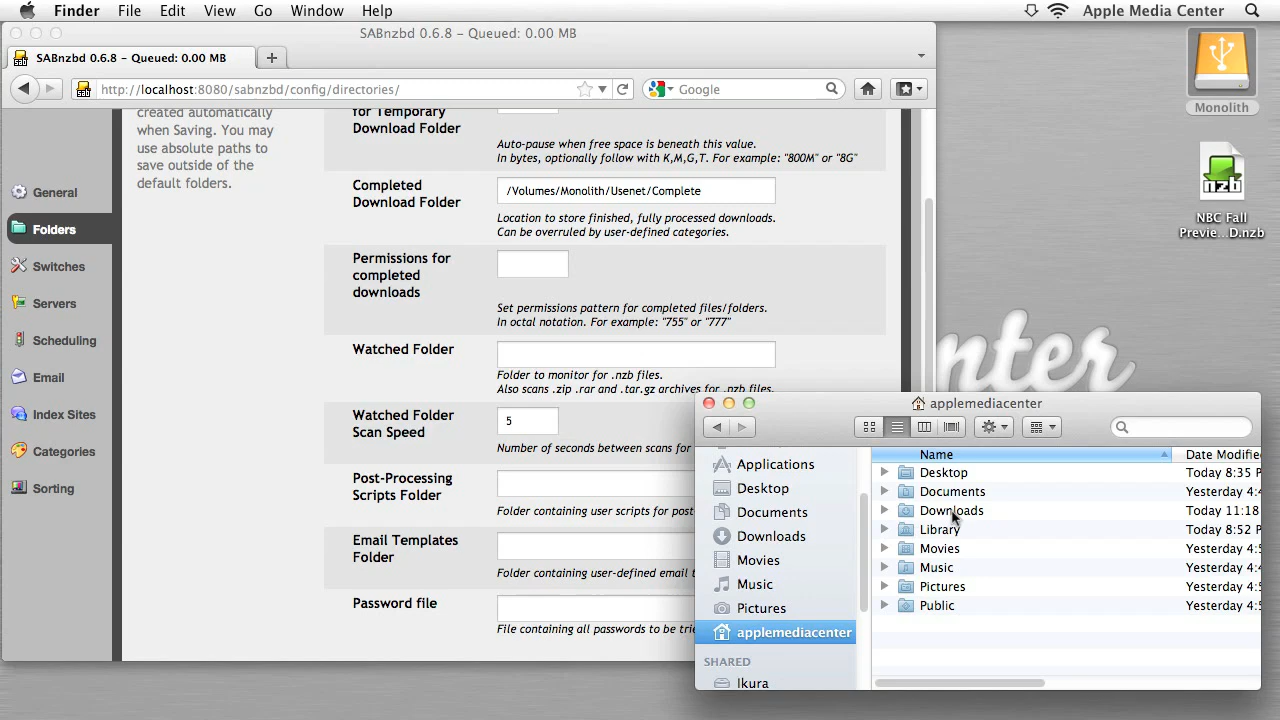 Finder File Edit View Go Window Help Apple Media Center
SABnzbd 0.6.8 – Queued: 0.00 MB
SABnzbd 0.6.8 – Queued: 0.00 MB
http://localhost:8080/sabnzbd/config/directories/
Google
created automatically
when Saving. You may
use absolute paths to
save outside of the
default folders.
General
Folders
Switches
Servers
Scheduling
Email
Index Sites
Categories
Sorting
for Temporary
Download Folder
Auto-pause when free space is beneath this value.
In bytes, optionally follow with K,M,G,T. For example: "800M" or "8G"
Completed
Download Folder
/Volumes/Monolith/Usenet/Complete
Location to store finished, fully processed downloads.
Can be overruled by user-defined categories.
Permissions for
completed
downloads
Set permissions pattern for completed files/folders.
In octal notation. For example: "755" or "777"
Watched Folder
Folder to monitor for .nzb files.
Also scans .zip .rar and .tar.gz archives for .nzb files.
Watched Folder
Scan Speed
5
Number of seconds between scans for
Post-Processing
Scripts Folder
Folder containing user scripts for post
Email Templates
Folder
Folder containing user-defined email t
Password file
File containing all passwords to be trie
Monolith
nzb
NBC Fall
Previe...D.nzb
nter
applemediacenter
Applications
Desktop
Documents
Downloads
Movies
Music
Pictures
applemediacenter
SHARED
Ikura
Name Date Modified
Desktop Today 8:35 P
Documents Yesterday 4:4
Downloads Today 11:18
Library Today 8:52 P
Movies Yesterday 4:5
Music Yesterday 4:4
Pictures Yesterday 4:5
Public Yesterday 4:5